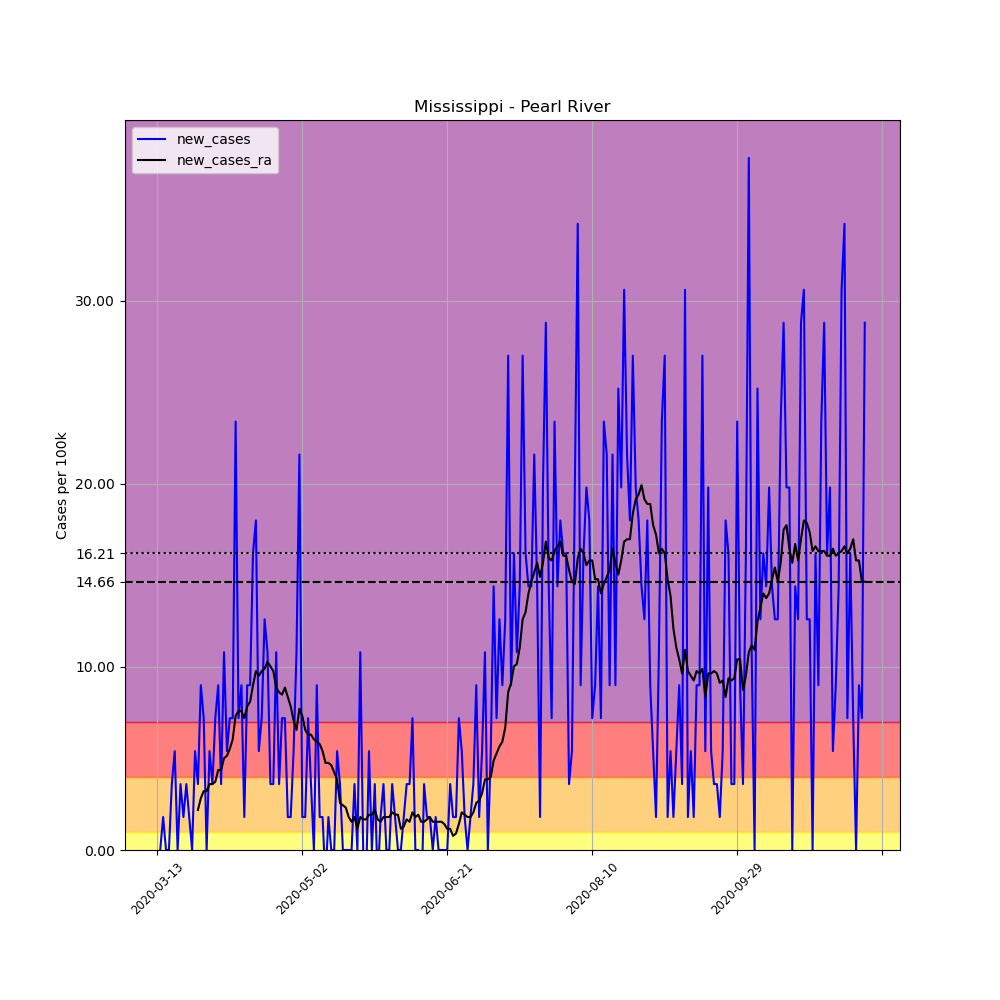 Mississippi - Pearl River
new_cases
new_cases_ra
Cases per 100k
30.00
20.00
16.21
14.66
10.00
0.00
2020-03-13
2020-05-02
2020-06-21
2020-08-10
2020-09-29